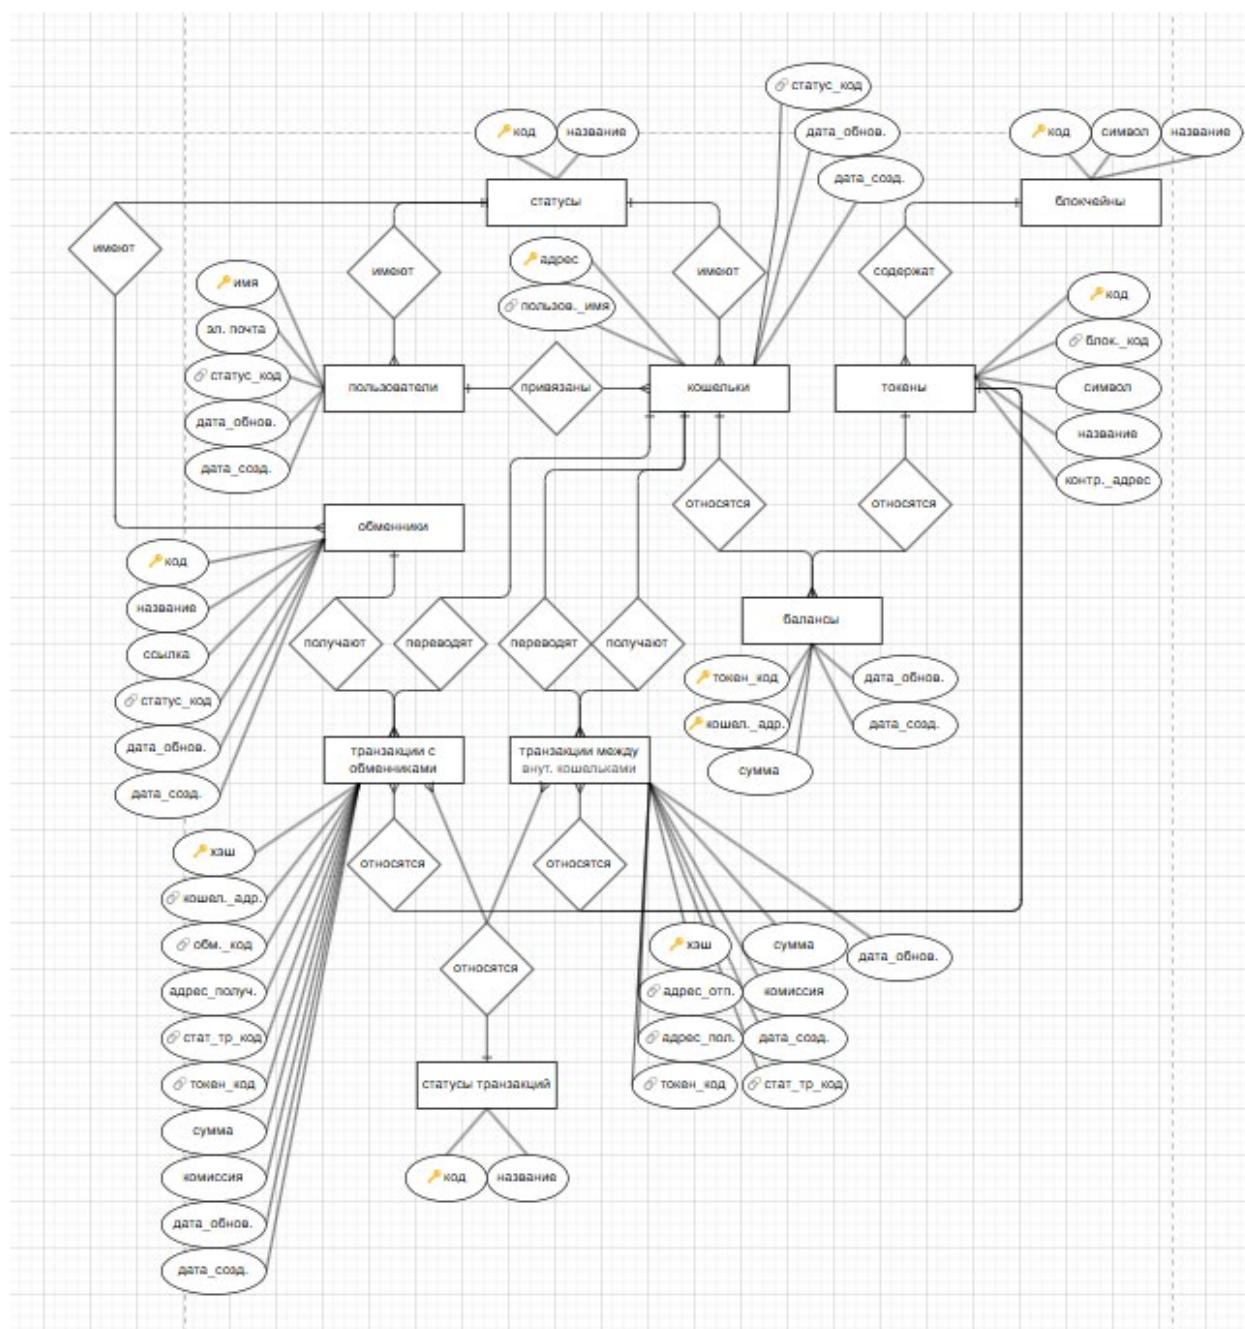 статус_код
код
название
дата_обнов.
код
символ
название
дата_созд.
статусы
блокчейны
имеют
имеют
адрес
имеют
содержат
имя
пользов._имя
код
эл. почта
блок._код
статус_код
пользователи
привязаны
кошельки
токены
символ
дата_обнов.
название
дата_созд.
контр._адрес
относятся
относятся
обменники
код
название
балансы
ссылка
получают
переводят
переводят
получают
статус_код
токен_код
дата_обнов.
кошел._адр.
дата_созд.
дата_обнов.
транзакции с
обменниками
транзакции между
внут. кошельками
сумма
дата_созд.
хэш
относятся
относятся
кошел._адр.
обм._код
хэш
сумма
дата_обнов.
относятся
адрес_получ.
адрес_отп.
комиссия
стат_тр_код
адрес_пол.
дата_созд.
токен_код
статусы транзакций
токен_код
стат_тр_код
сумма
комиссия
код
название
дата_обнов.
дата_созд.